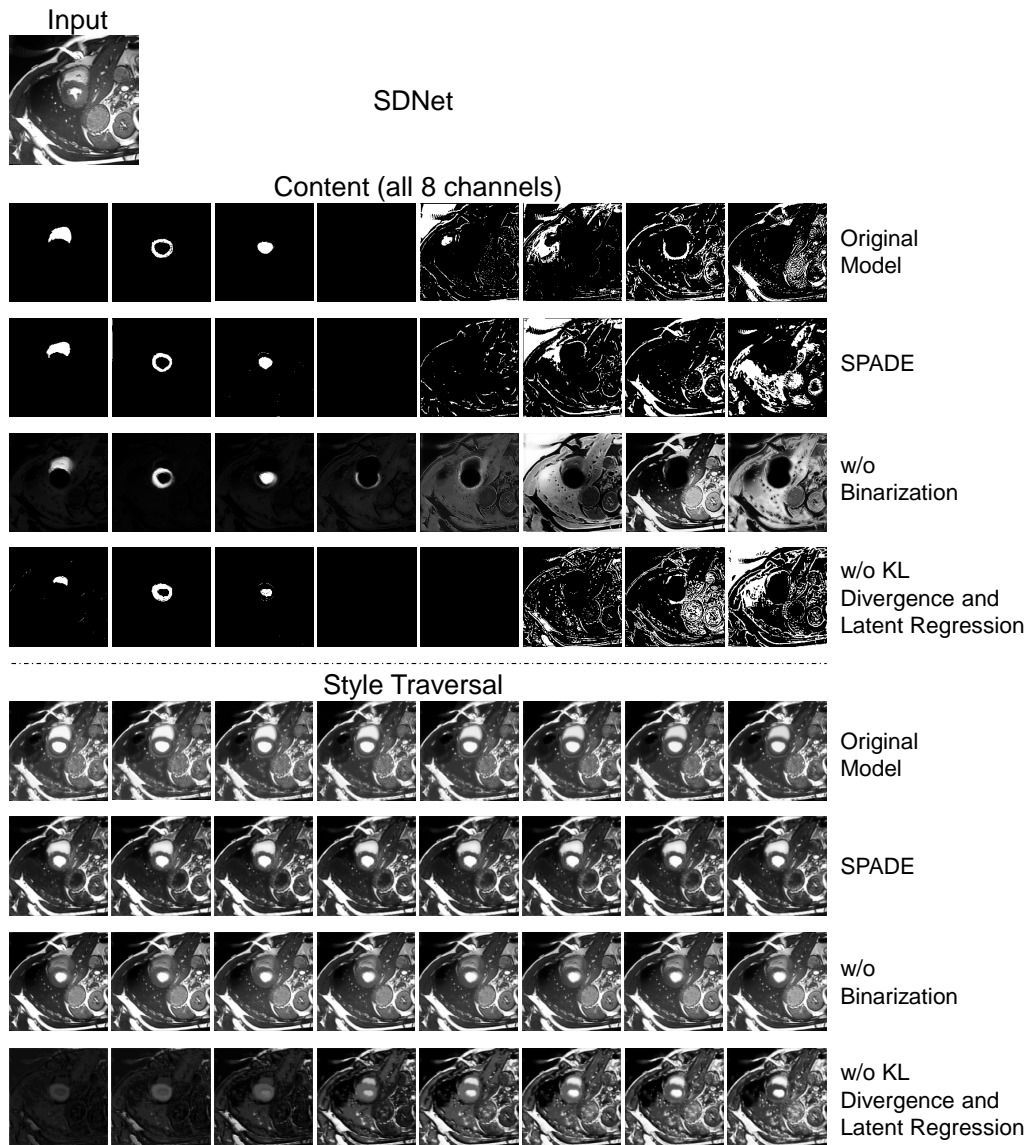 Input
SDNet
Content (all 8 channels)
Original
Model
SPADE
w/o
Binarization
w/o KL
Divergence and
Latent Regression
Style Traversal
Original
Model
SPADE
w/o
Binarization
w/o KL
Divergence and
Latent Regression